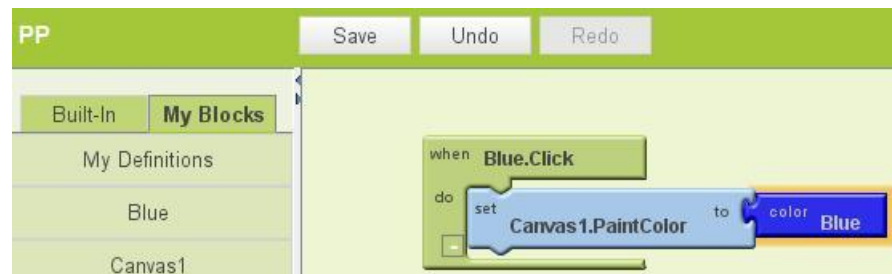 PP
Save Undo Redo
Built-In My Blocks
My Definitions
Blue
Canvas1
when Blue.Click
do
set Canvas1.PaintColor to color Blue
-